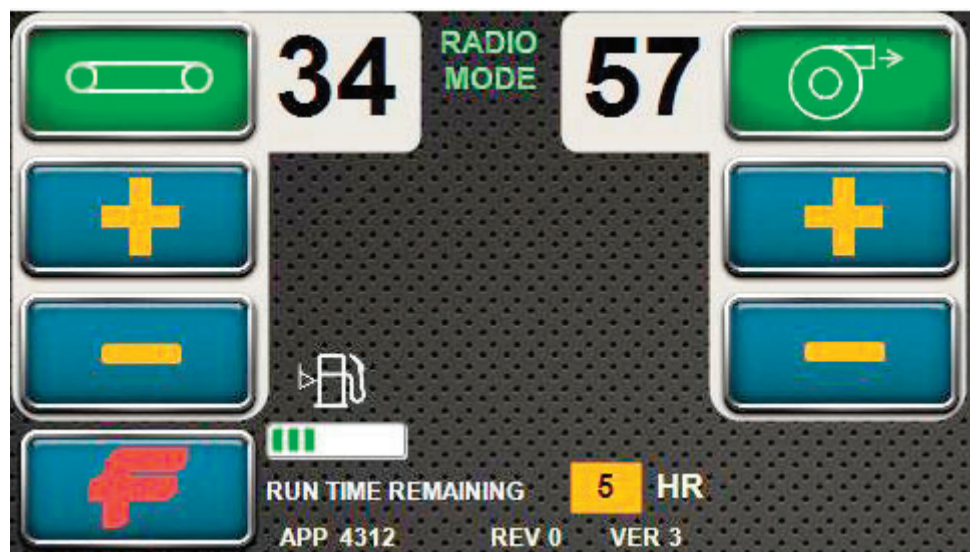 34
RADIO
MODE
57
RUN TIME REMAINING 5 HR
APP 4312 REV 0 VER 3